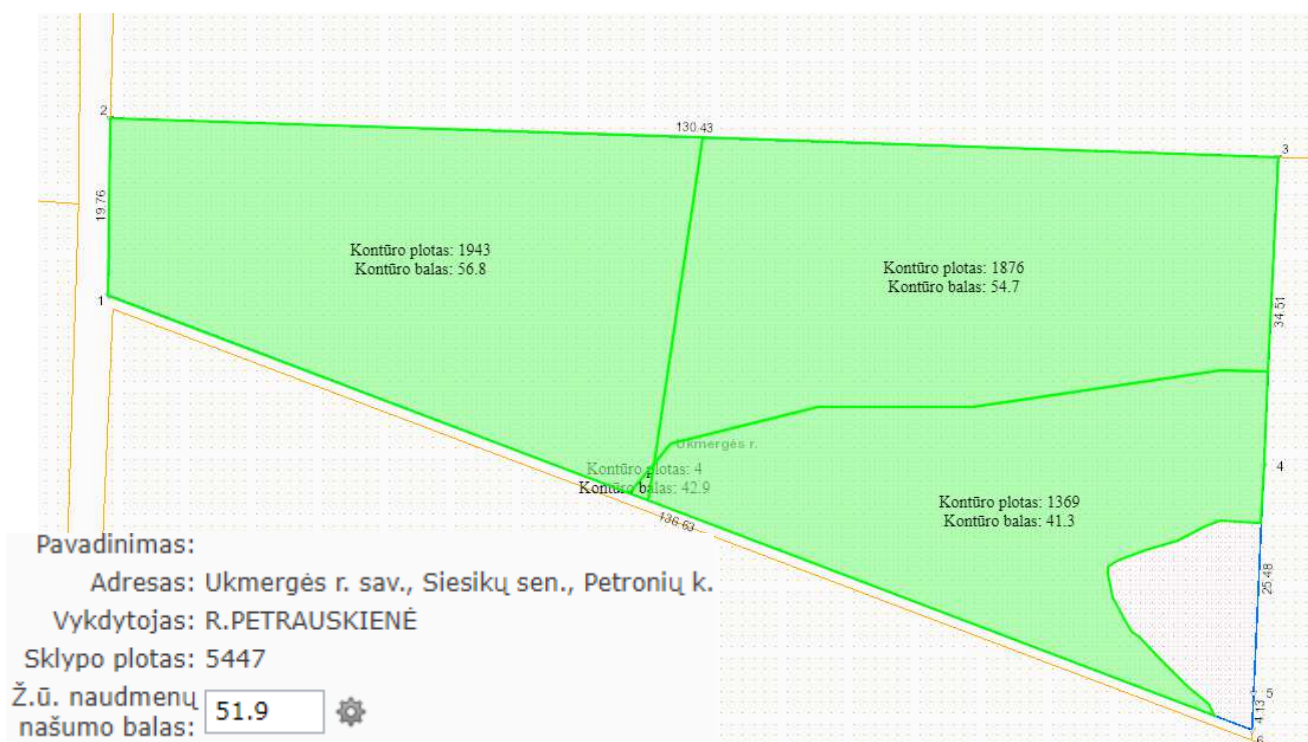 2
130.43
3
19.76
Kontūro plotas: 1943
Kontūro balas: 56.8
Kontūro plotas: 1876
Kontūro balas: 54.7
1
34.51
Ukmergės r.
Kontūro plotas: 4
Kontūro balas: 42.9
4
136.63
Kontūro plotas: 1369
Kontūro balas: 41.3
25.48
5
4.13
6
Pavadinimas:
Adresas: Ukmergės r. sav., Siesikų sen., Petronių k.
Vykdytojas: R.PETRAUSKIENĖ
Sklypo plotas: 5447
Ž.ū. naudmenų
našumo balas: 51.9